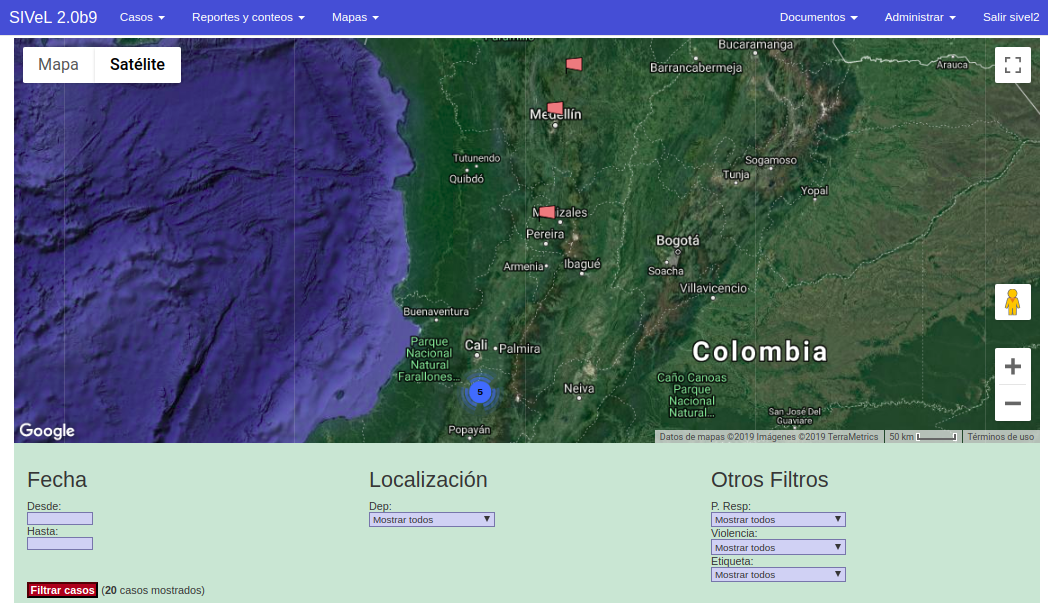 SIVeL 2.0b9 Casos Reportes y conteos Mapas Documentos Administrar Salir sivel2
Mapa Satélite
Bucaramanga
Barrancabermeja
Arauca
Medellín
Tutunendo
Quibdó
Sogamoso
Tunja
Yopal
Pereira
Bogotá
Armenia
Ibagué
Soacha
Villavicencio
Buenaventura
Parque
Nacional
Natural
Farallones...
Cali
Palmira
Colombia
Caño Canoas
Parque
Nacional
Natural...
5
Neiva
San José Del
Guaviare
Popayán
Google
Datos de mapas ©2019 Imágenes ©2019 TerraMetrics 50 km Términos de uso
Fecha Localización Otros Filtros
Desde: Dep: P. Resp:
Mostrar todos Mostrar todos
Hasta: Violencia:
Mostrar todos
Etiqueta:
Mostrar todos
Filtrar casos (20 casos mostrados)